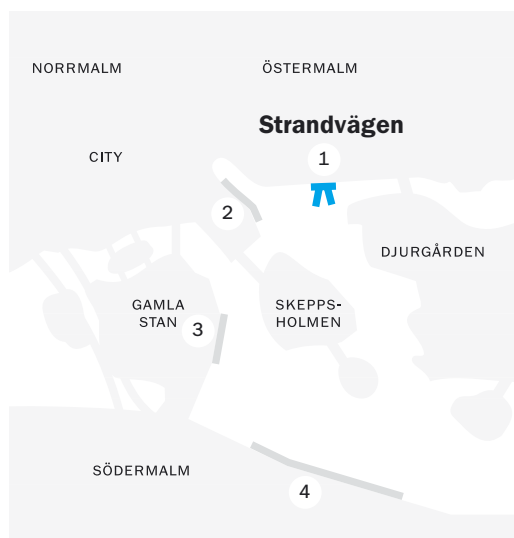 NORRMALM
ÖSTERMALM
Strandvägen
CITY
1
2
DJURGÅRDEN
GAMLA
STAN
3
SKEPPS-
HOLMEN
SÖDERMALM
4